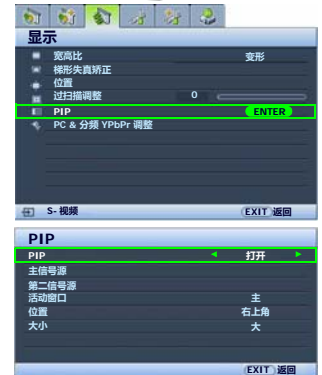 显示
宽高比 变形
梯形失真矫正
位置
过扫描调整 0
PIP ENTER
PC & 分频 YPbPr 调整
S-视频 EXIT 返回
PIP
PIP 打开
主信号源
第二信号源
活动窗口 主
位置 右上角
大小 大
EXIT 返回